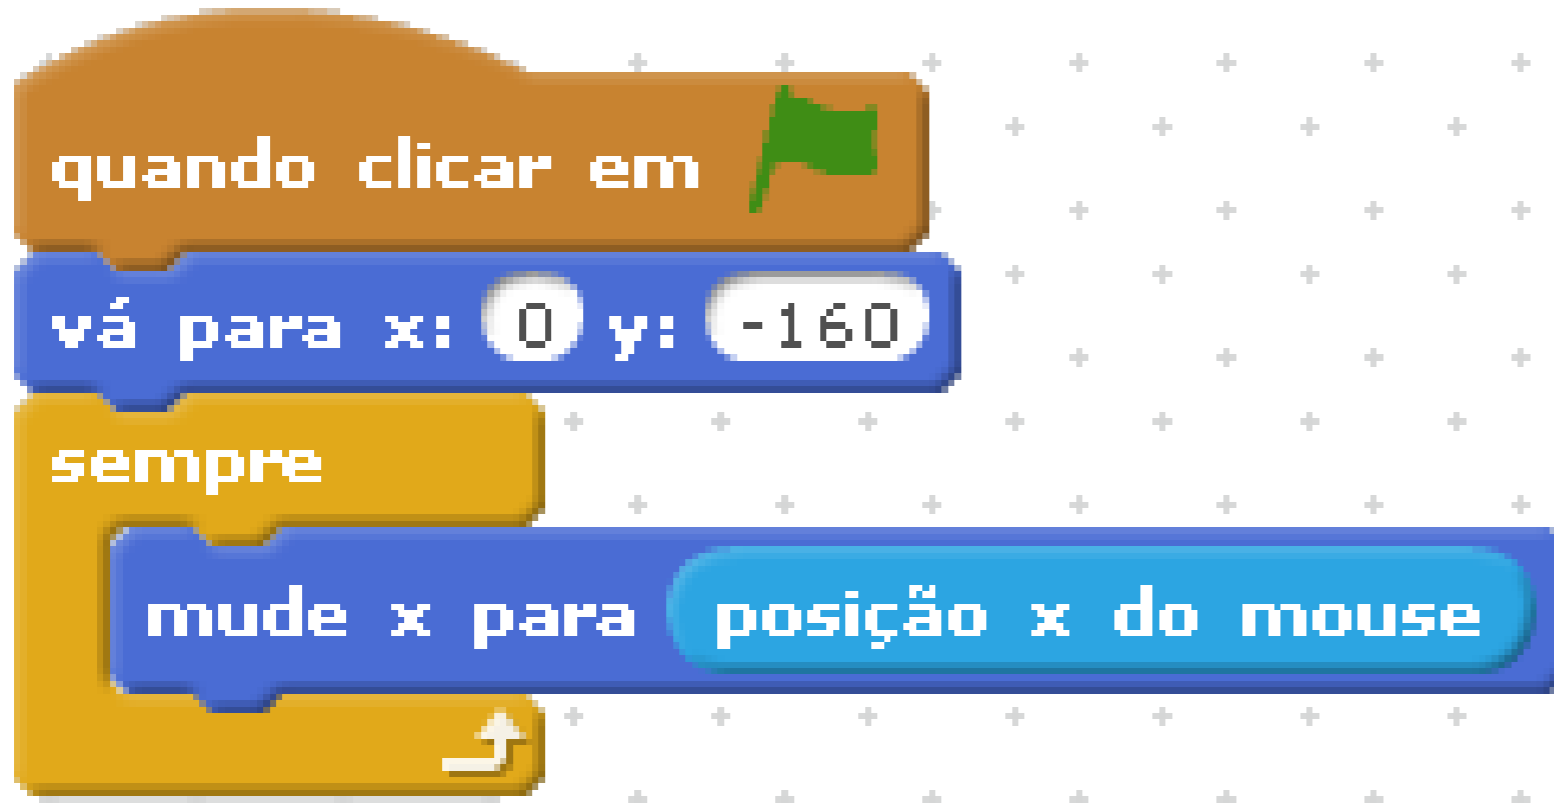 quando clicar em
vá para x: 0 y: -160
sempre
mude x para posição x do mouse